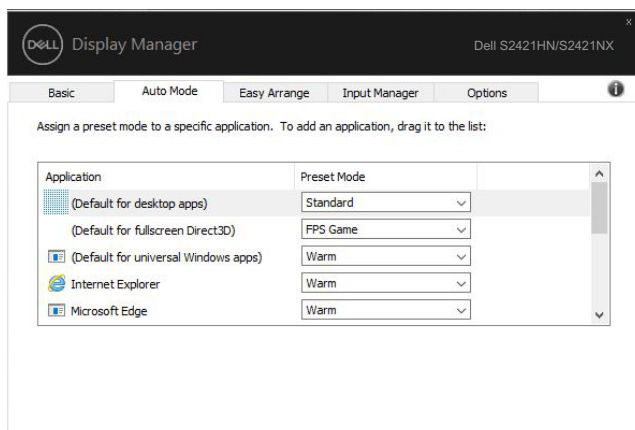 DELL Display Manager Dell S2421HN/S2421NX x
Basic Auto Mode Easy Arrange Input Manager Options i
Assign a preset mode to a specific application. To add an application, drag it to the list:
Application Preset Mode
(Default for desktop apps) Standard
(Default for fullscreen Direct3D) FPS Game
(Default for universal Windows apps) Warm
Internet Explorer Warm
Microsoft Edge Warm